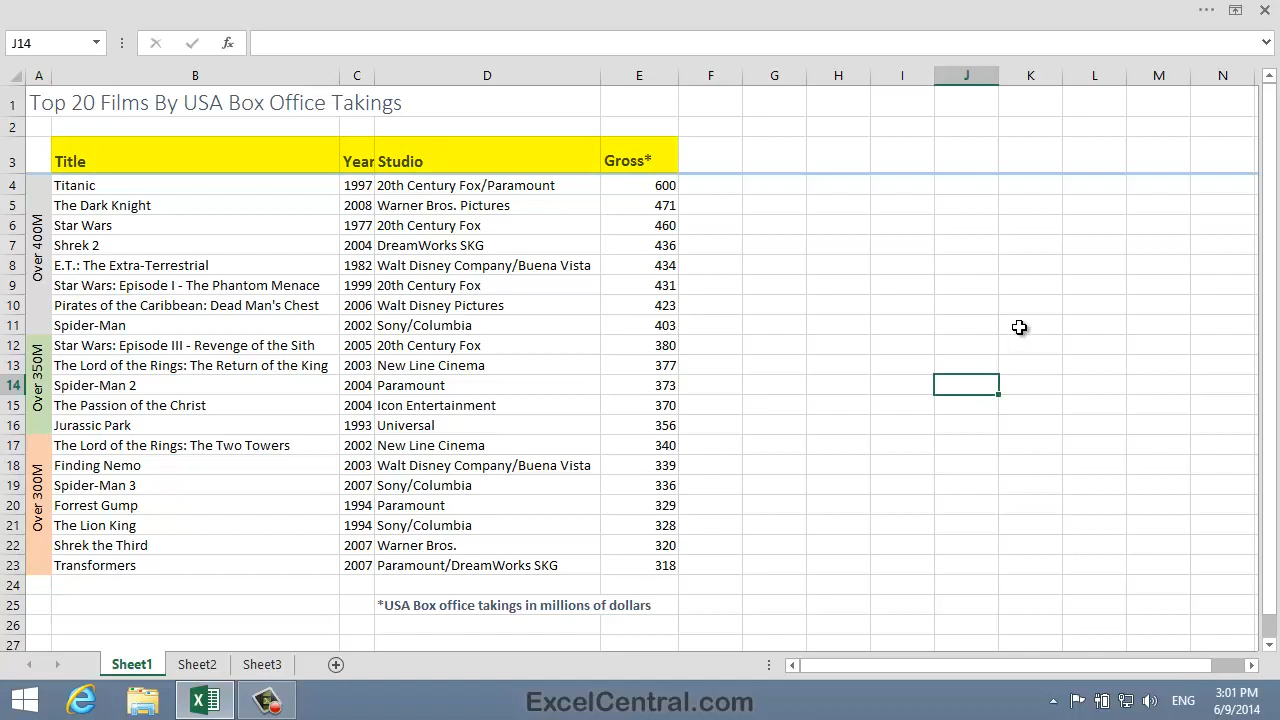 J14
A B C D E F G H I J K L M N
1 Top 20 Films By USA Box Office Takings
2
3 Title Year Studio Gross*
4 Titanic 1997 20th Century Fox/Paramount 600
5 The Dark Knight 2008 Warner Bros. Pictures 471
6 Star Wars 1977 20th Century Fox 460
7 Shrek 2 2004 DreamWorks SKG 436
8 E.T.: The Extra-Terrestrial 1982 Walt Disney Company/Buena Vista 434
9 Star Wars: Episode I - The Phantom Menace 1999 20th Century Fox 431
10 Pirates of the Caribbean: Dead Man's Chest 2006 Walt Disney Pictures 423
11 Spider-Man 2002 Sony/Columbia 403
Over 400M
12 Star Wars: Episode III - Revenge of the Sith 2005 20th Century Fox 380
13 The Lord of the Rings: The Return of the King 2003 New Line Cinema 377
14 Spider-Man 2 2004 Paramount 373
15 The Passion of the Christ 2004 Icon Entertainment 370
16 Jurassic Park 1993 Universal 356
Over 350M
17 The Lord of the Rings: The Two Towers 2002 New Line Cinema 340
18 Finding Nemo 2003 Walt Disney Company/Buena Vista 339
19 Spider-Man 3 2007 Sony/Columbia 336
20 Forrest Gump 1994 Paramount 329
21 The Lion King 1994 Sony/Columbia 328
22 Shrek the Third 2007 Warner Bros. 320
23 Transformers 2007 Paramount/DreamWorks SKG 318
Over 300M
24
25 *USA Box office takings in millions of dollars
26
27
Sheet1 Sheet2 Sheet3
ExcelCentral.com
ENG
3:01 PM
6/9/2014